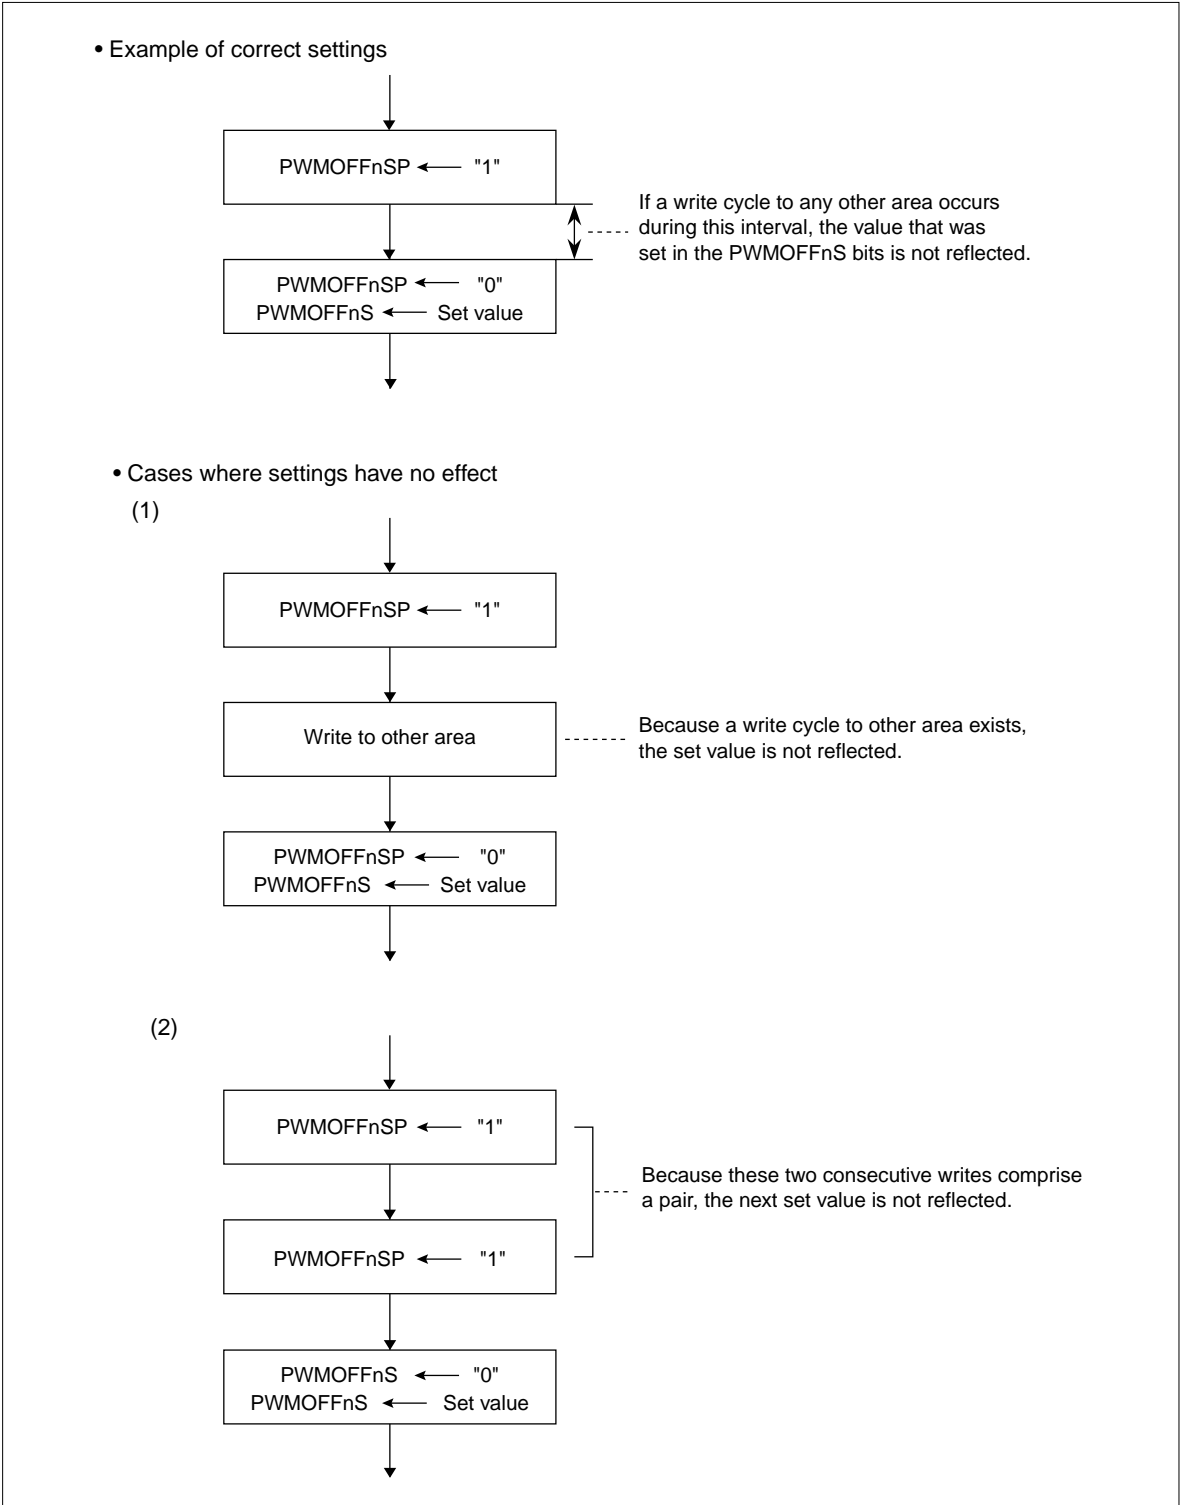 • Example of correct settings
PWMOFFnSP ← "1"
If a write cycle to any other area occurs
during this interval, the value that was
set in the PWMOFFnS bits is not reflected.
PWMOFFnSP ← "0"
PWMOFFnS ← Set value
• Cases where settings have no effect
(1)
PWMOFFnSP ← "1"
Write to other area
Because a write cycle to other area exists,
the set value is not reflected.
PWMOFFnSP ← "0"
PWMOFFnS ← Set value
(2)
PWMOFFnSP ← "1"
Because these two consecutive writes comprise
a pair, the next set value is not reflected.
PWMOFFnSP ← "1"
PWMOFFnS ← "0"
PWMOFFnS ← Set value